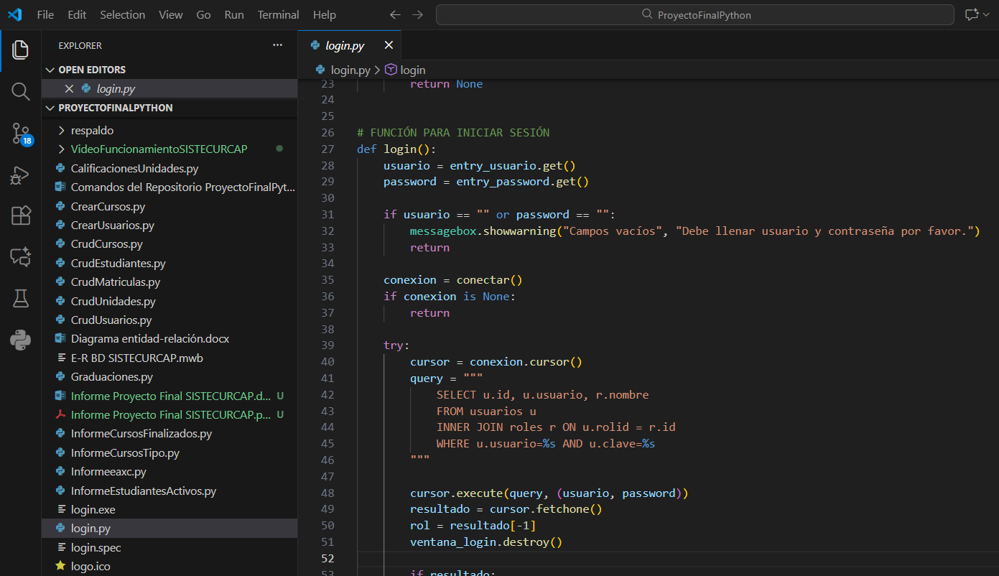 File Edit Selection View Go Run Terminal Help
ProyectoFinalPython
EXPLORER
OPEN EDITORS
login.py
PROYECTOFINALPYTHON
respaldo
VideoFuncionamientoSISTECURCAP
CalificacionesUnidades.py
Comandos del Repositorio ProyectoFinalPyt...
CrearCursos.py
CrearUsuarios.py
CrudCursos.py
CrudEstudiantes.py
CrudMatriculas.py
CrudUnidades.py
CrudUsuarios.py
Diagrama entidad-relación.docx
E-R BD SISTECURCAP.mwb
Graduaciones.py
Informe Proyecto Final SISTECURCAP.d... U
Informe Proyecto Final SISTECURCAP.p... U
InformeCursosFinalizados.py
InformeCursosTipo.py
Informeeaxc.py
InformeEstudiantesActivos.py
login.exe
login.py
login.spec
logo.ico
18
login.py
login.py > login
23 return None
24
25
26 # FUNCIÓN PARA INICIAR SESIÓN
27 def login():
28 usuario = entry_usuario.get()
29 password = entry_password.get()
30
31 if usuario == "" or password == "":
32 messagebox.showwarning("Campos vacíos", "Debe llenar usuario y contraseña por favor.")
33 return
34
35 conexion = conectar()
36 if conexion is None:
37 return
38
39 try:
40 cursor = conexion.cursor()
41 query = """
42 SELECT u.id, u.usuario, r.nombre
43 FROM usuarios u
44 INNER JOIN roles r ON u.rolid = r.id
45 WHERE u.usuario=%s AND u.clave=%s
46 """
47
48 cursor.execute(query, (usuario, password))
49 resultado = cursor.fetchone()
50 rol = resultado[-1]
51 ventana_login.destroy()
52
53 if resultado: